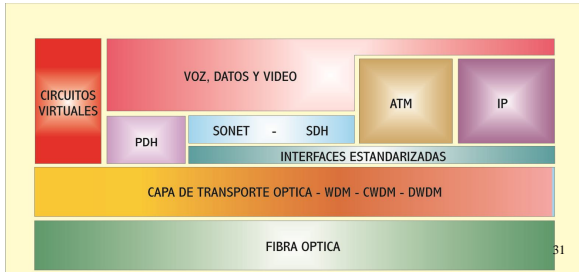 CIRCUITOS
VIRTUALES
VOZ, DATOS Y VIDEO
ATM
IP
PDH
SONET - SDH
INTERFACES ESTANDARIZADAS
CAPA DE TRANSPORTE OPTICA - WDM - CWDM - DWDM
FIBRA OPTICA
31